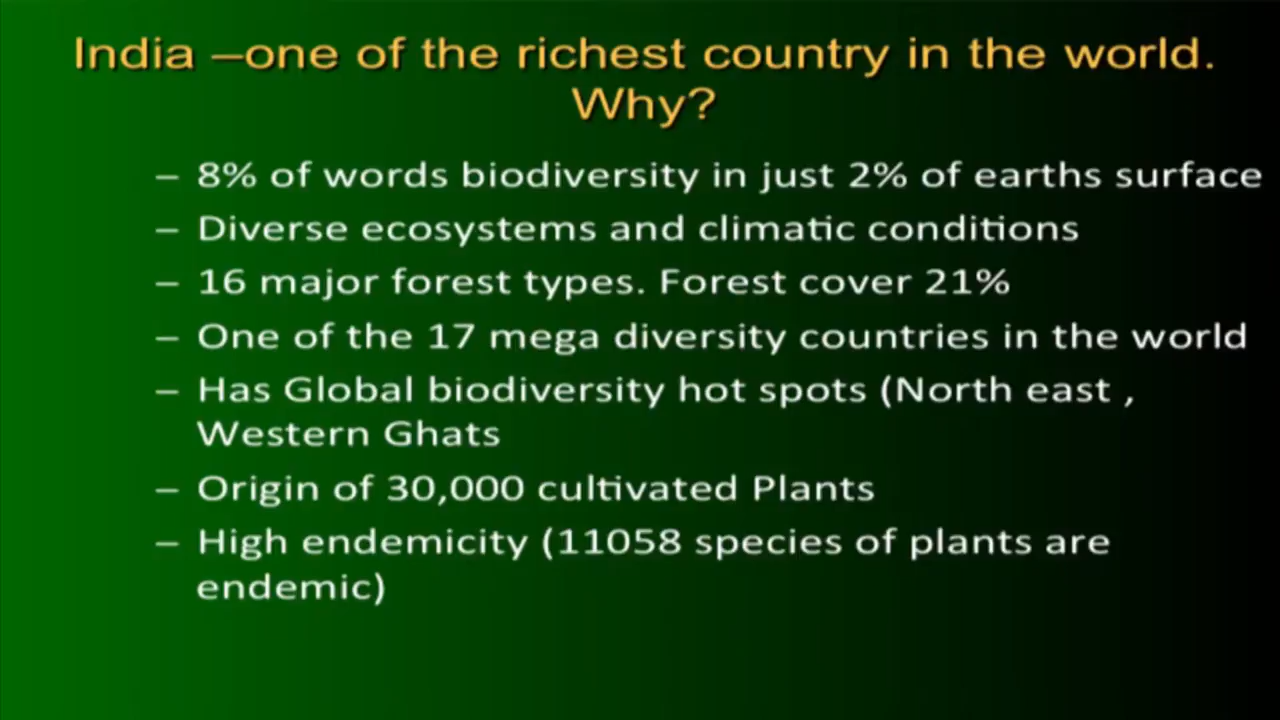 India –one of the richest country in the world.
Why?
– 8% of words biodiversity in just 2% of earths surface
– Diverse ecosystems and climatic conditions
– 16 major forest types. Forest cover 21%
– One of the 17 mega diversity countries in the world
– Has Global biodiversity hot spots (North east ,
Western Ghats
– Origin of 30,000 cultivated Plants
– High endemicity (11058 species of plants are
endemic)